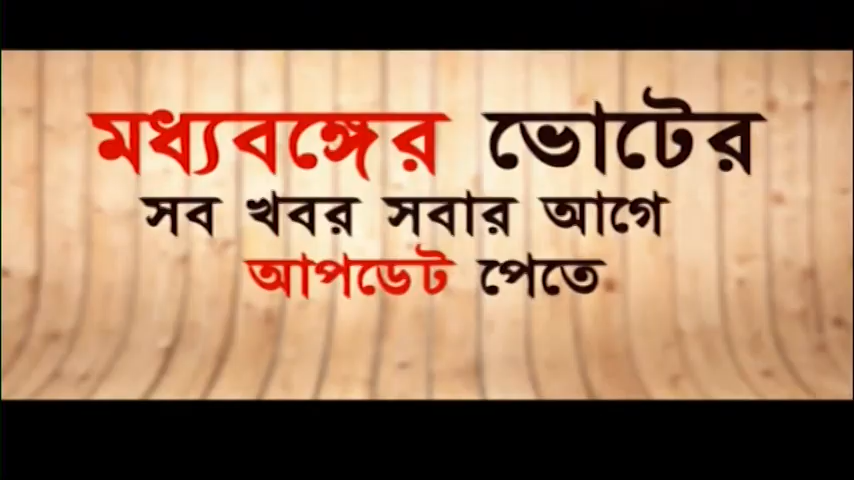 মধ্যবঙ্গের ভোটের
সব খবর সবার আগে
আপডেট পেতে